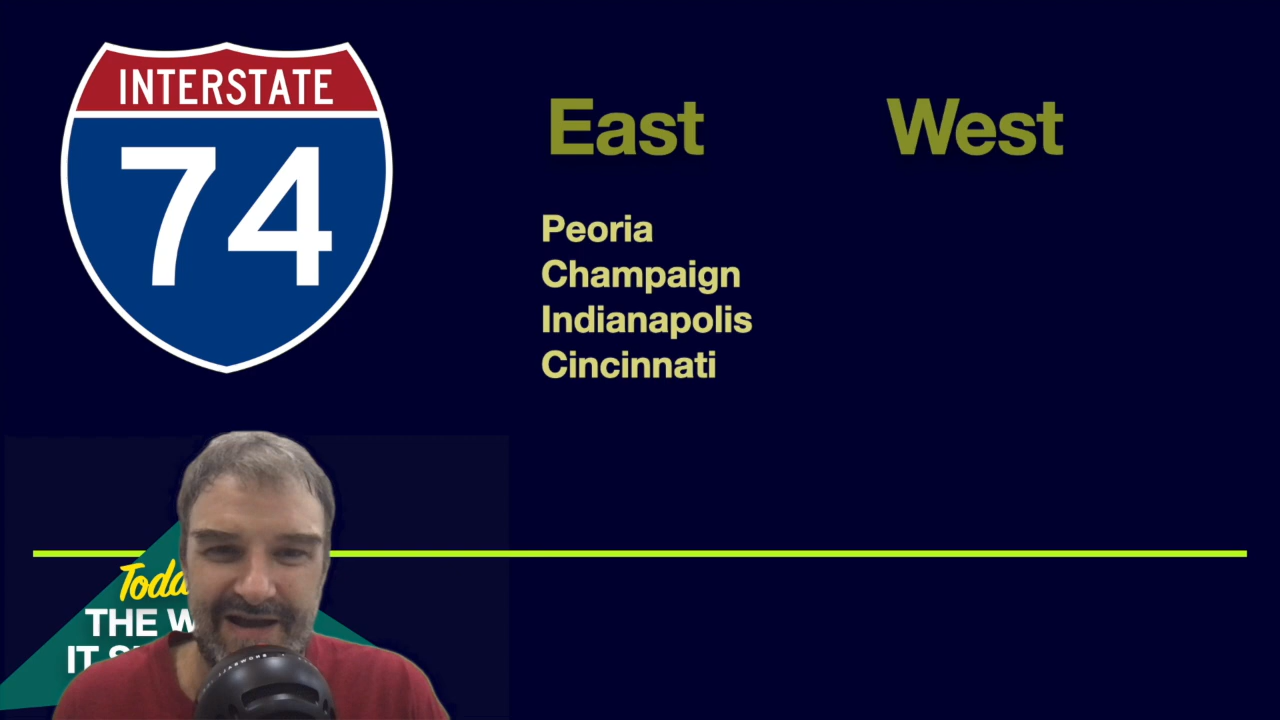 INTERSTATE
74
East West
Peoria
Champaign
Indianapolis
Cincinnati
THE
IT